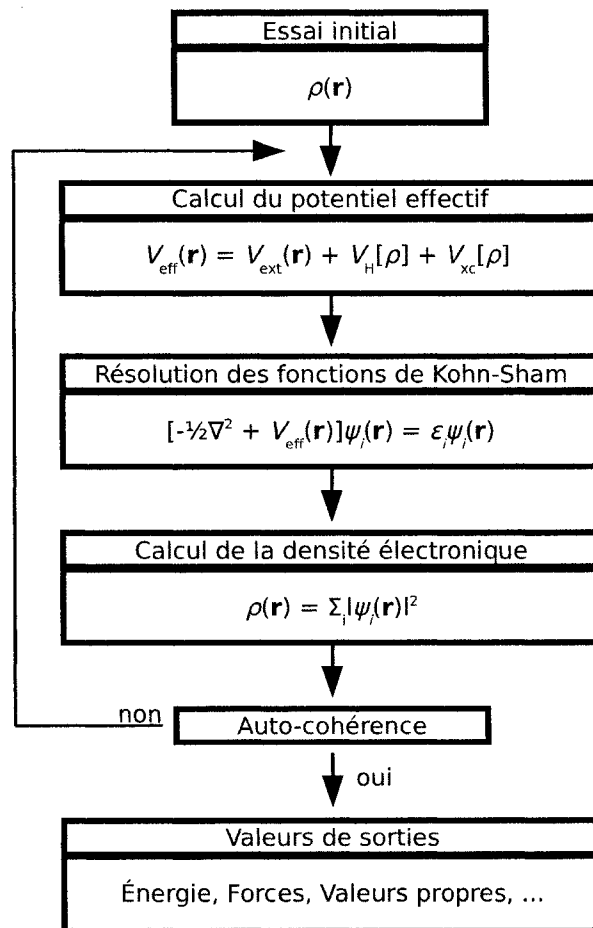 Essai initial
ρ(r)
Calcul du potentiel effectif
V_eff(r) = V_ext(r) + V_H[ρ] + V_xc[ρ]
Résolution des fonctions de Kohn-Sham
[-½∇² + V_eff(r)]ψ_i(r) = ε_iψ_i(r)
Calcul de la densité électronique
ρ(r) = Σ_i|ψ_i(r)|²
non
Auto-cohérence
oui
Valeurs de sorties
Énergie, Forces, Valeurs propres, ...